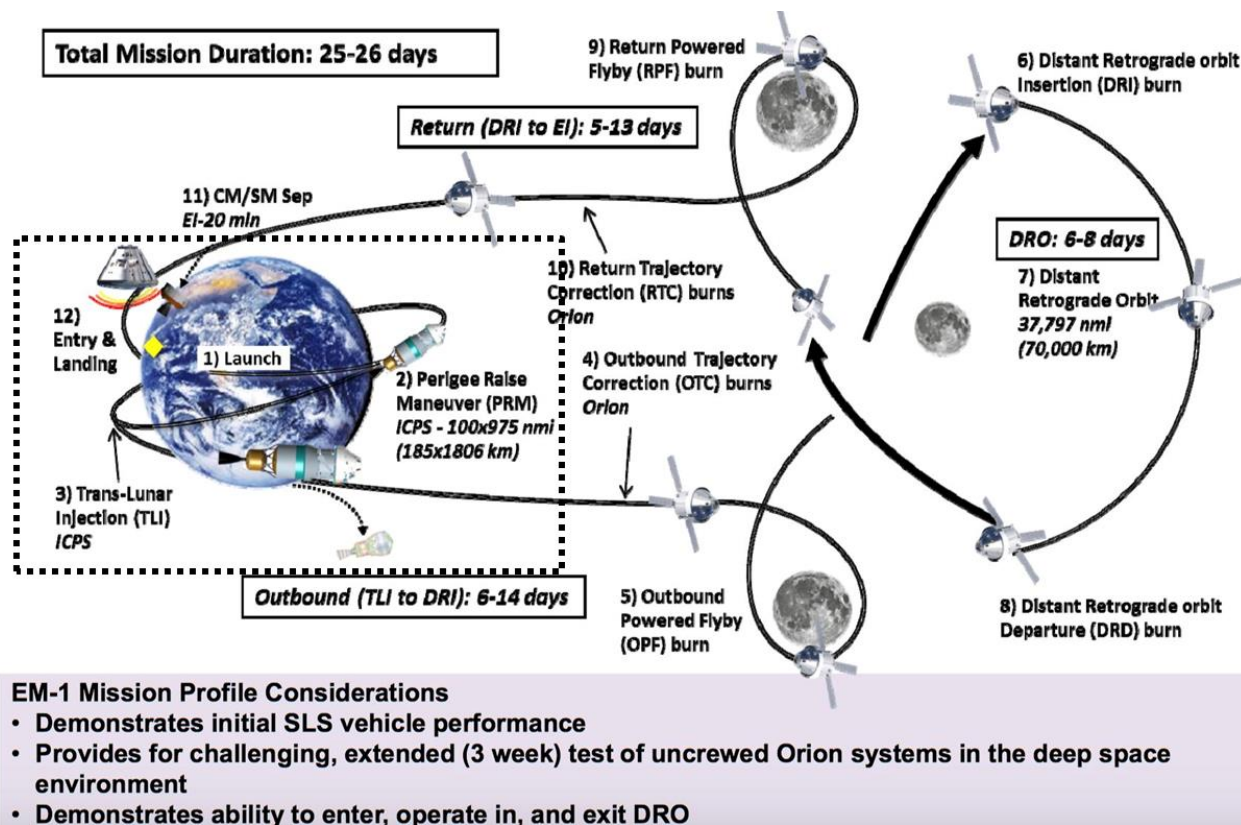 Total Mission Duration: 25-26 days
9) Return Powered
Flyby (RPF) burn
6) Distant Retrograde orbit
Insertion (DRI) burn
Return (DRI to EI): 5-13 days
11) CM/SM Sep
EI-20 min
DRO: 6-8 days
7) Distant
Retrograde Orbit
37,797 nmi
(70,000 km)
10) Return Trajectory
Correction (RTC) burns
Orion
12)
Entry &
Landing
1) Launch
2) Perigee Raise
Maneuver (PRM)
ICPS - 100x975 nmi
(185x1806 km)
4) Outbound Trajectory
Correction (OTC) burns
Orion
3) Trans-Lunar
Injection (TLI)
ICPS
Outbound (TLI to DRI): 6-14 days
5) Outbound
Powered Flyby
(OPF) burn
8) Distant Retrograde orbit
Departure (DRD) burn
EM-1 Mission Profile Considerations
• Demonstrates initial SLS vehicle performance
• Provides for challenging, extended (3 week) test of uncrewed Orion systems in the deep space
environment
• Demonstrates ability to enter, operate in, and exit DRO